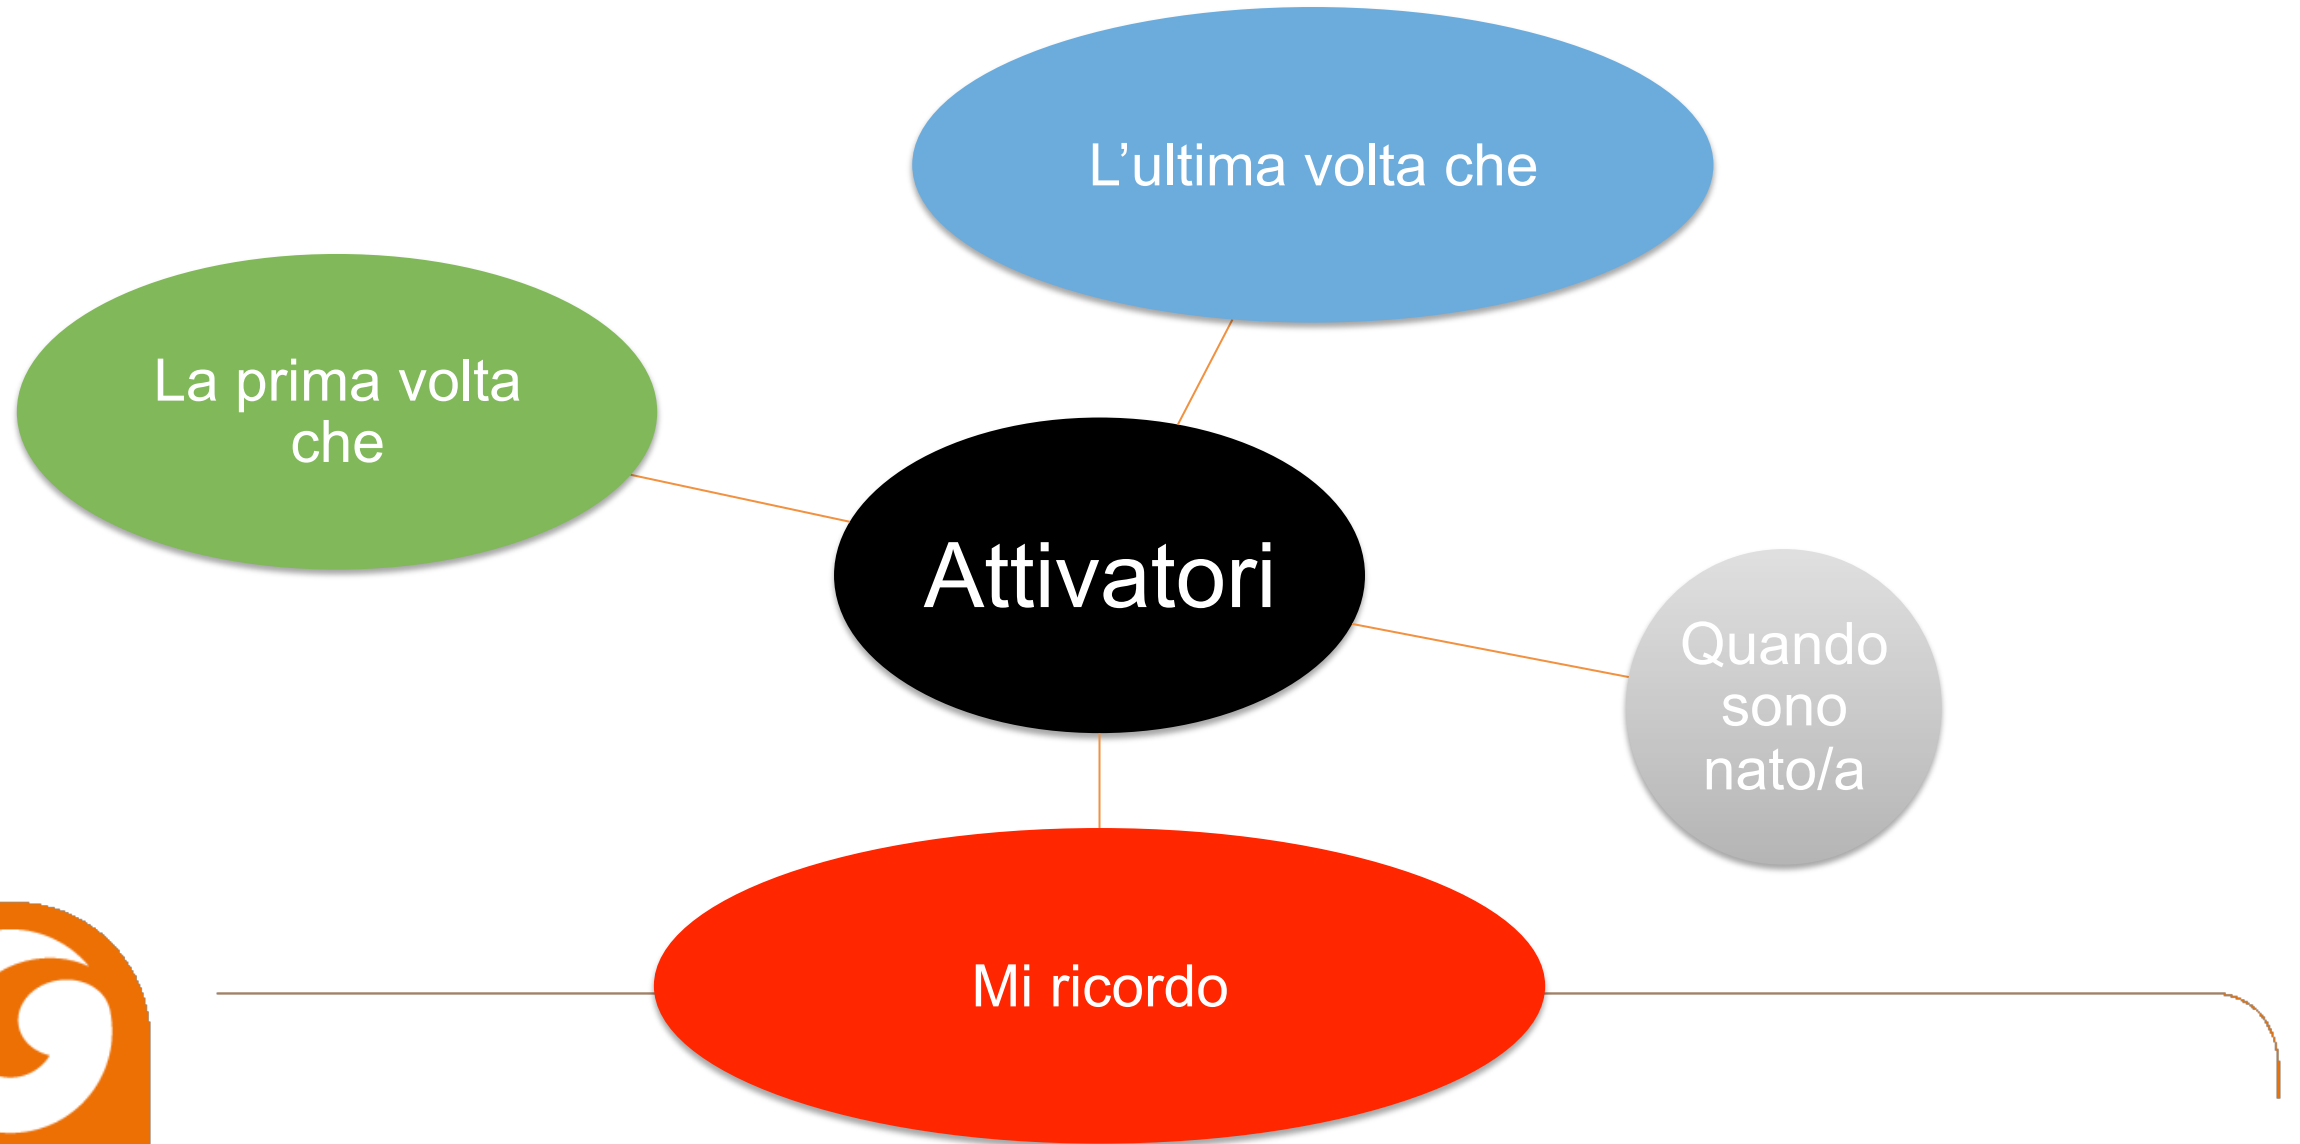 L’ultima volta che
La prima volta
che
Attivatori
Quando
sono
nato/a
Mi ricordo